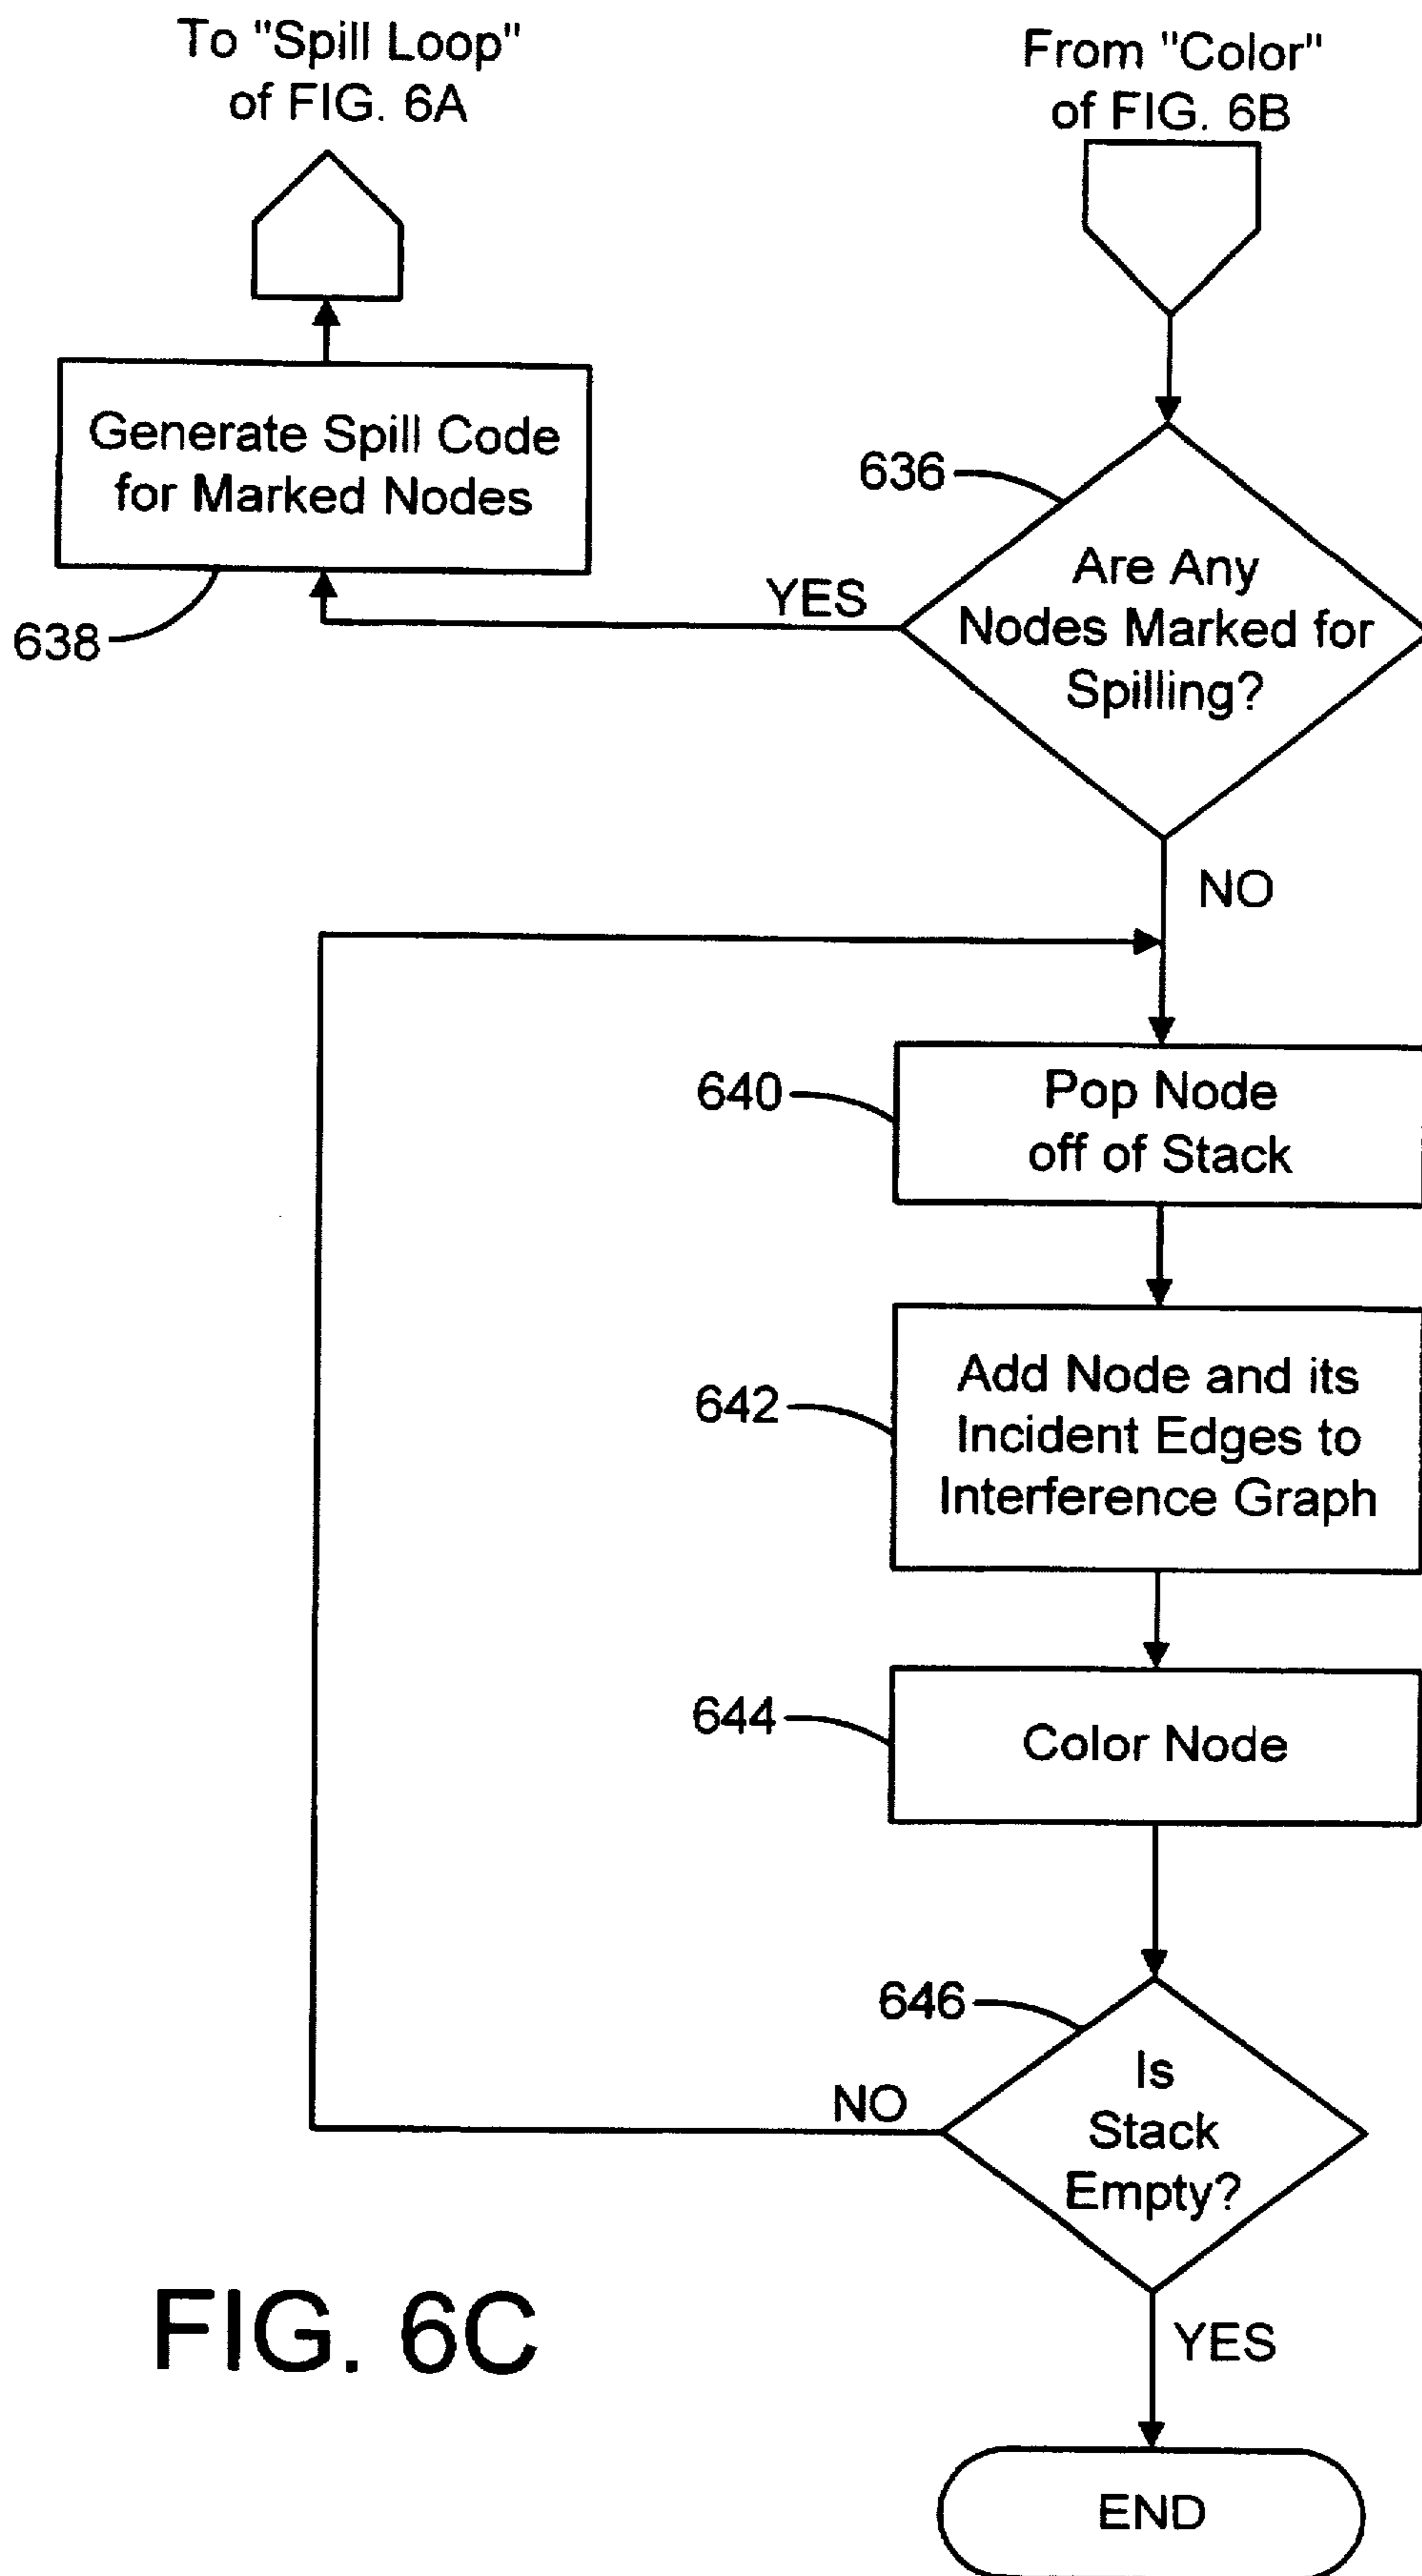 To "Spill Loop"
of FIG. 6A
From "Color"
of FIG. 6B
Generate Spill Code
for Marked Nodes
638
636
Are Any
Nodes Marked for
Spilling?
YES
NO
640
Pop Node
off of Stack
642
Add Node and its
Incident Edges to
Interference Graph
644
Color Node
646
Is
Stack
Empty?
NO
YES
END
FIG. 6C